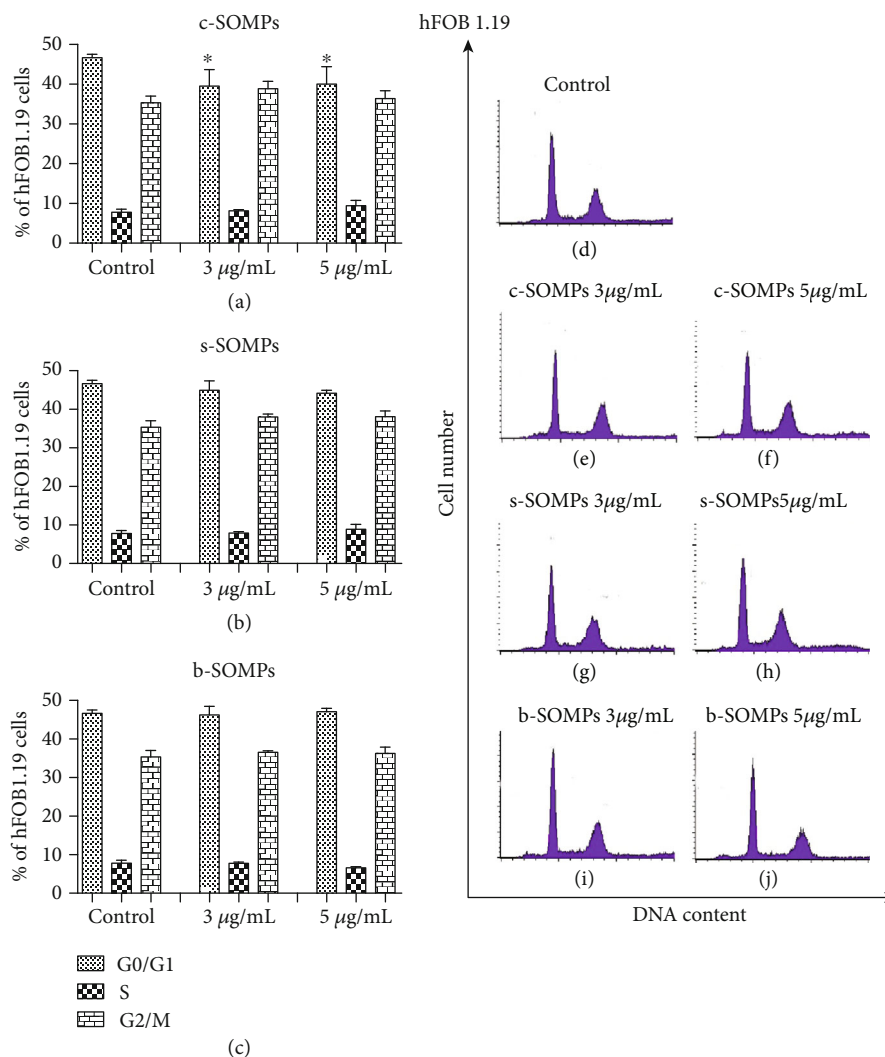 c-SOMPs
% of hFOB1.19 cells
50
40
30
20
10
0
*
*
Control
3 µg/mL
5 µg/mL
(a)
s-SOMPs
% of hFOB1.19 cells
50
40
30
20
10
0
Control
3 µg/mL
5 µg/mL
(b)
b-SOMPs
% of hFOB1.19 cells
50
40
30
20
10
0
Control
3 µg/mL
5 µg/mL
G0/G1
S
G2/M
(c)
hFOB 1.19
Cell number
Control
(d)
c-SOMPs 3µg/mL
c-SOMPs 5µg/mL
(e)
(f)
s-SOMPs 3µg/mL
s-SOMPs5µg/mL
(g)
(h)
b-SOMPs 3µg/mL
b-SOMPs 5µg/mL
(i)
(j)
DNA content